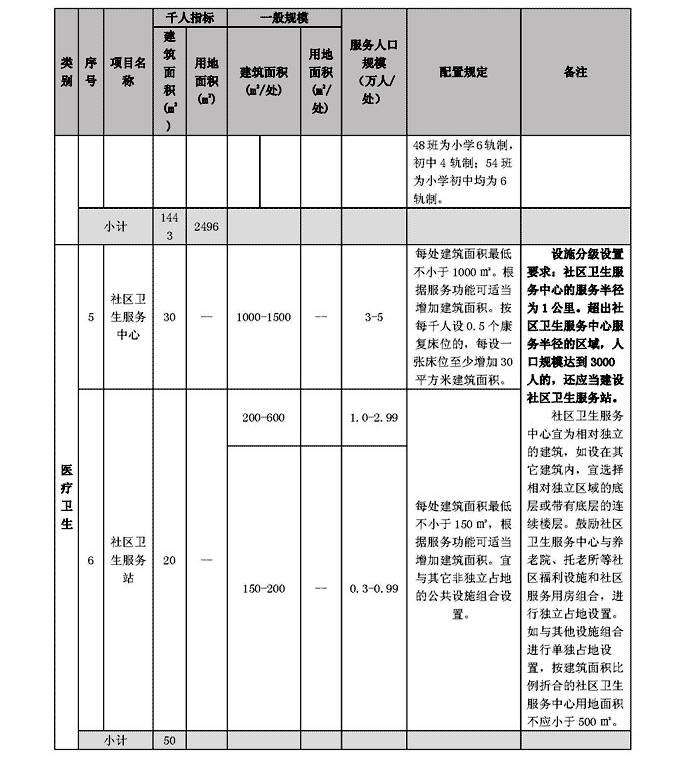 类别
序号
项目名称
千人指标
建筑面积(㎡)
用地面积(㎡)
一般规模
建筑面积(㎡/处)
用地面积(㎡/处)
服务人口规模（万人/处）
配置规定
备注
48班为小学6轨制，
初中4轨制；54班
为小学初中均为6
轨制。
小计
1443
2496
医疗卫生
5
社区卫生服务中心
30
——
1000-1500
——
3-5
每处建筑面积最低
不小于1000㎡。根
据服务功能可适当
增加建筑面积。按
每千人设0.5个康
复床位的，每设一
张床位至少增加30
平方米建筑面积。
6
社区卫生服务站
20
——
200-600
1.0-2.99
150-200
——
0.3-0.99
每处建筑面积最低
不小于150㎡，根
据服务功能可适当
增加建筑面积。宜
与其它非独立占地
的公共设施组合设
置。
设施分级设置
要求：社区卫生服
务中心的服务半径
为1公里。超出社
区卫生服务中心服
务半径的区域，人
口规模达到3000
人的，还应当建设
社区卫生服务站。
社区卫生服务
中心宜为相对独立
的建筑，如设在其
它建筑内，宜选择
相对独立区域的底
层或带有底层的连
续楼层。鼓励社区
卫生服务中心与养
老院、托老所等社
区福利设施和社区
服务用房组合，进
行独立占地设置。
如与其他设施组合
进行单独占地设
置，按建筑面积比
例折合的社区卫生
服务中心用地面积
不应小于500㎡。
小计
50